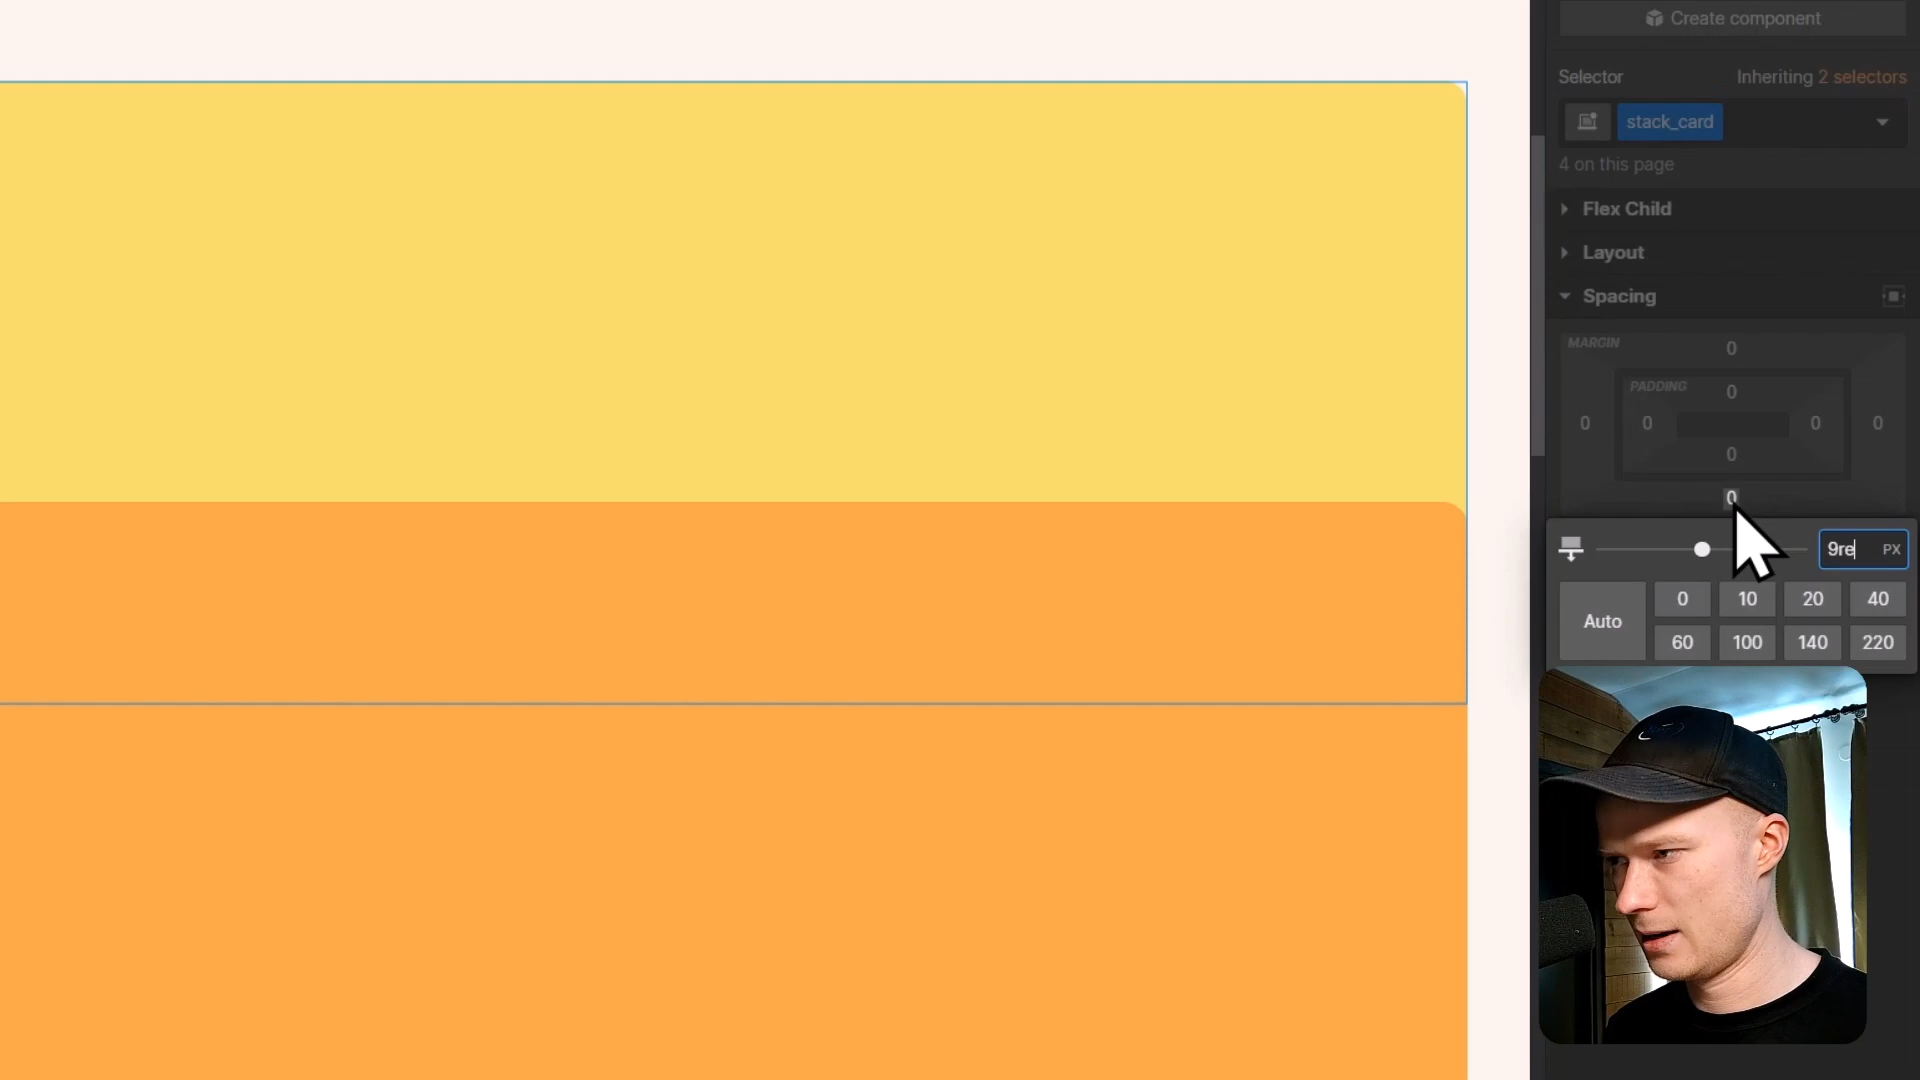 Create component
Selector
Inheriting 2 selectors
stack_card
4 on this page
Flex Child
Layout
Spacing
MARGIN
0
PADDING
0
0
0
0
0
0
0
9re
PX
Auto
0
10
20
40
60
100
140
220